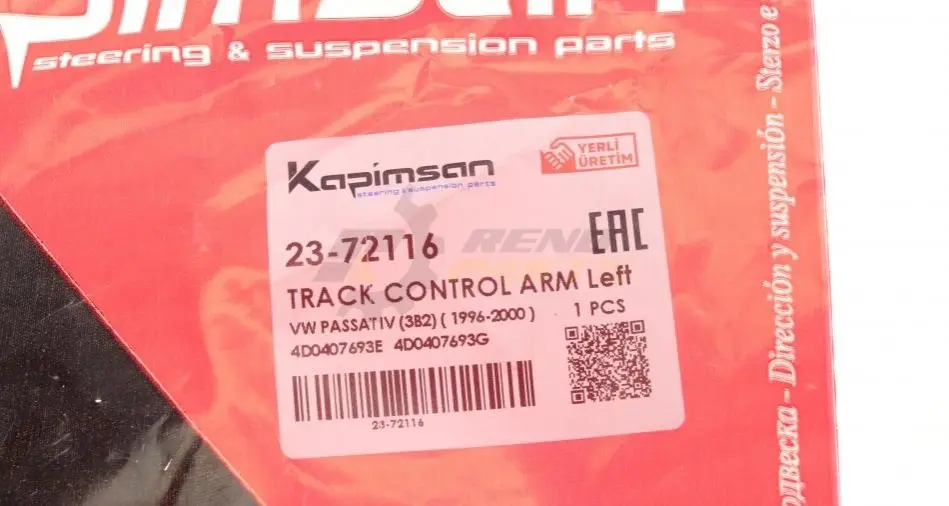 steering & suspension parts
Kapimsan
steering & suspension parts
YERLİ
ÜRETİM
23-72116
EAC
TRACK CONTROL ARM Left
VW PASSAT IV (3B2) ( 1996-2000 )
1 PCS
4D0407693E 4D0407693G
23-72116
- Dirección y suspensión - Sterzo e